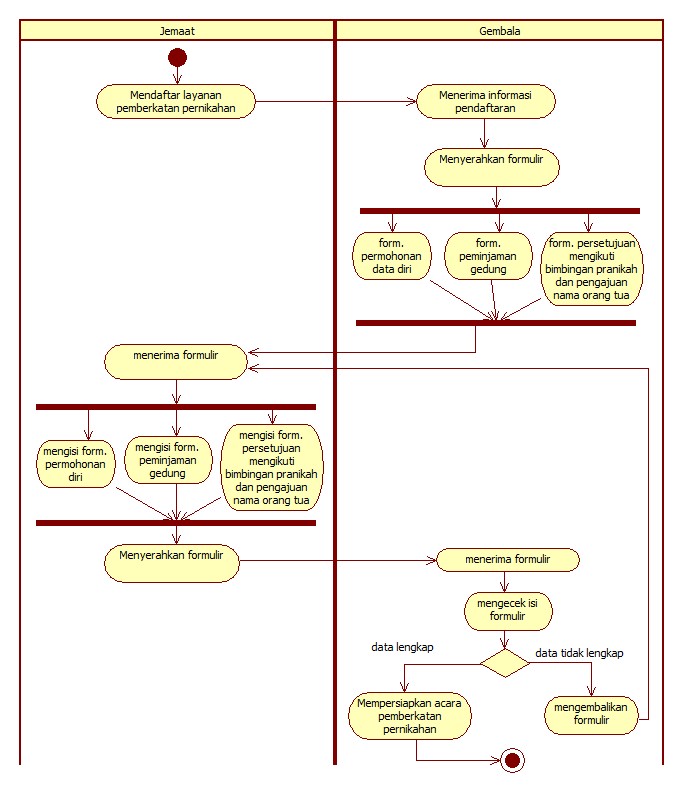 Jemaat
Gembala
Mendaftar layanan
pemberkatan pernikahan
Menerima informasi
pendaftaran
Menyerahkan formulir
form.
permohonan
data diri
form.
peminjaman
gedung
form. persetujuan
mengikuti
bimbingan pranikah
dan pengajuan
nama orang tua
menerima formulir
mengisi form.
permohonan
diri
mengisi form.
peminjaman
gedung
mengisi form.
persetujuan
mengikuti
bimbingan pranikah
dan pengajuan
nama orang tua
Menyerahkan formulir
menerima formulir
mengecek isi
formulir
data lengkap
data tidak lengkap
Mempersiapkan acara
pemberkatan
pernikahan
mengembalikan
formulir